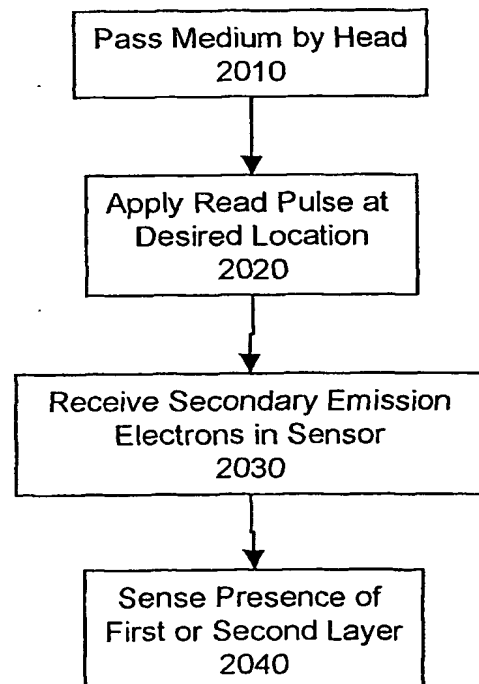 Pass Medium by Head
2010
Apply Read Pulse at
Desired Location
2020
Receive Secondary Emission
Electrons in Sensor
2030
Sense Presence of
First or Second Layer
2040